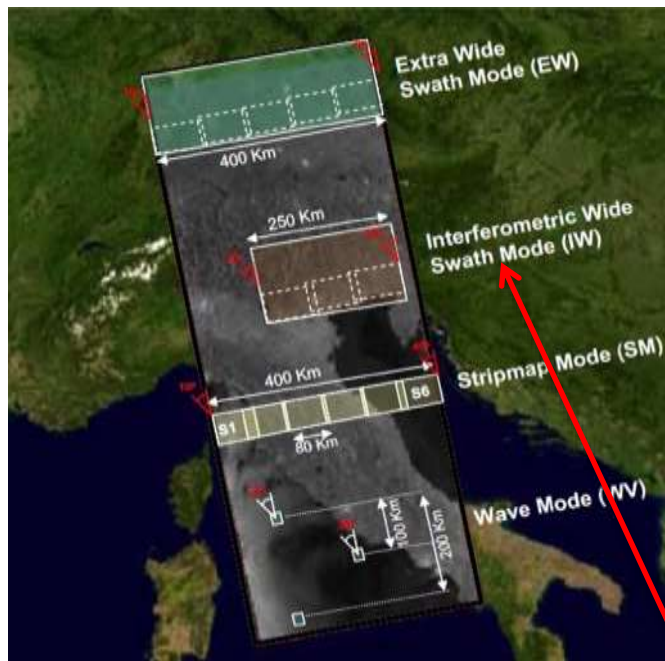 Extra Wide
Swath Mode (EW)
400 Km
250 Km
Interferometric Wide
Swath Mode (IW)
400 Km
Stripmap Mode (SM)
S1
S6
80 Km
Wave Mode (WV)
100 Km
200 Km